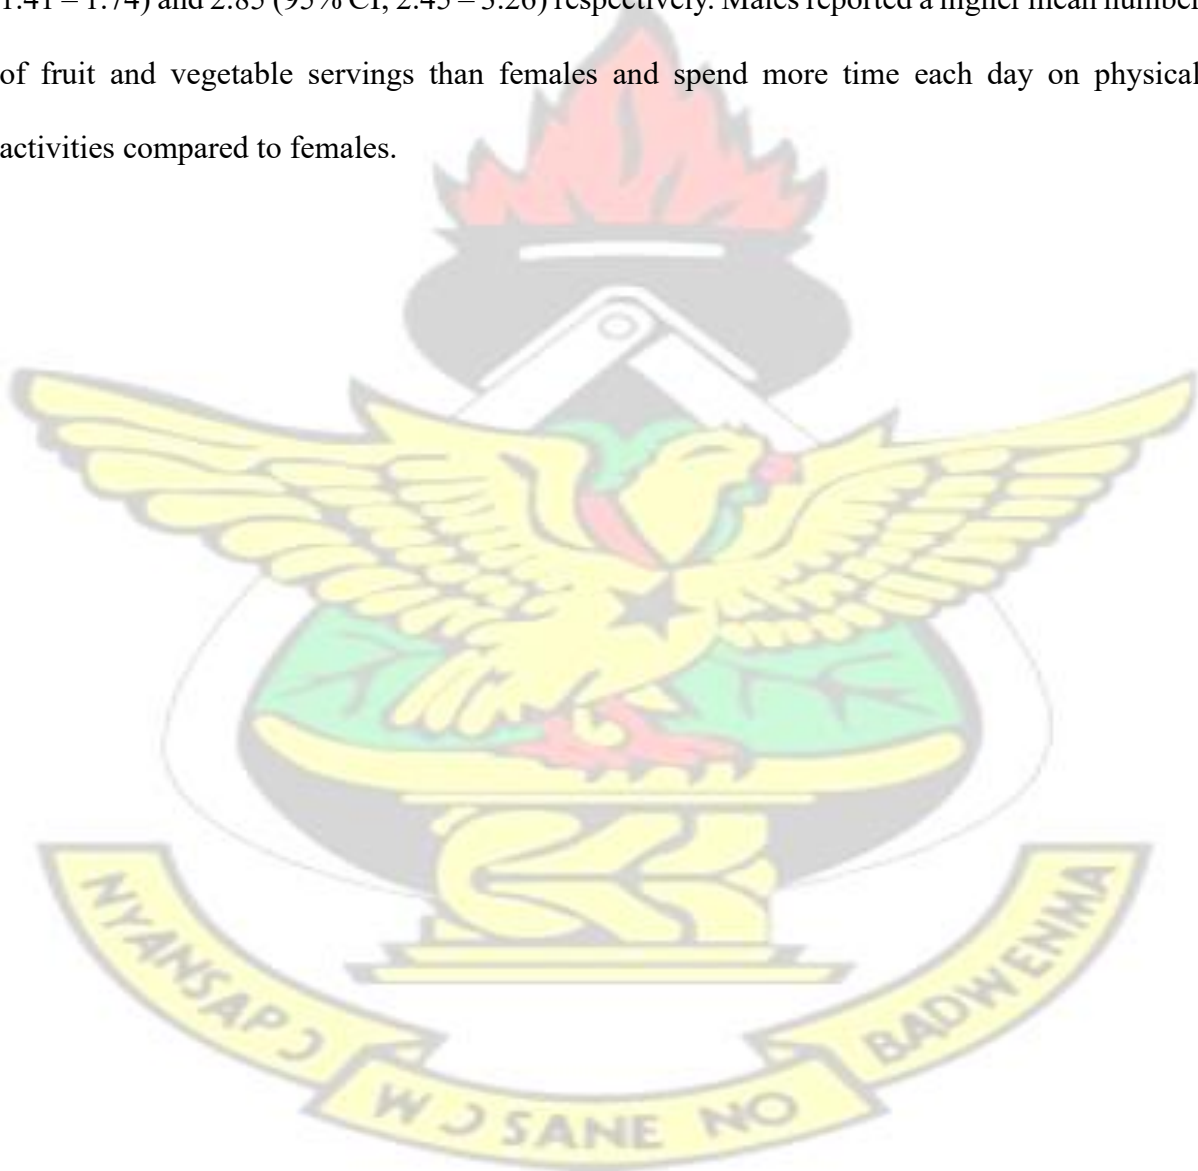 1.41 – 1.74) and 2.85 (95% CI, 2.45 – 3.26) respectively. Males reported a higher mean number
of fruit and vegetable servings than females and spend more time each day on physical
activities compared to females.
NYANSAPƆ
WƆSANE NO
BADWENMA